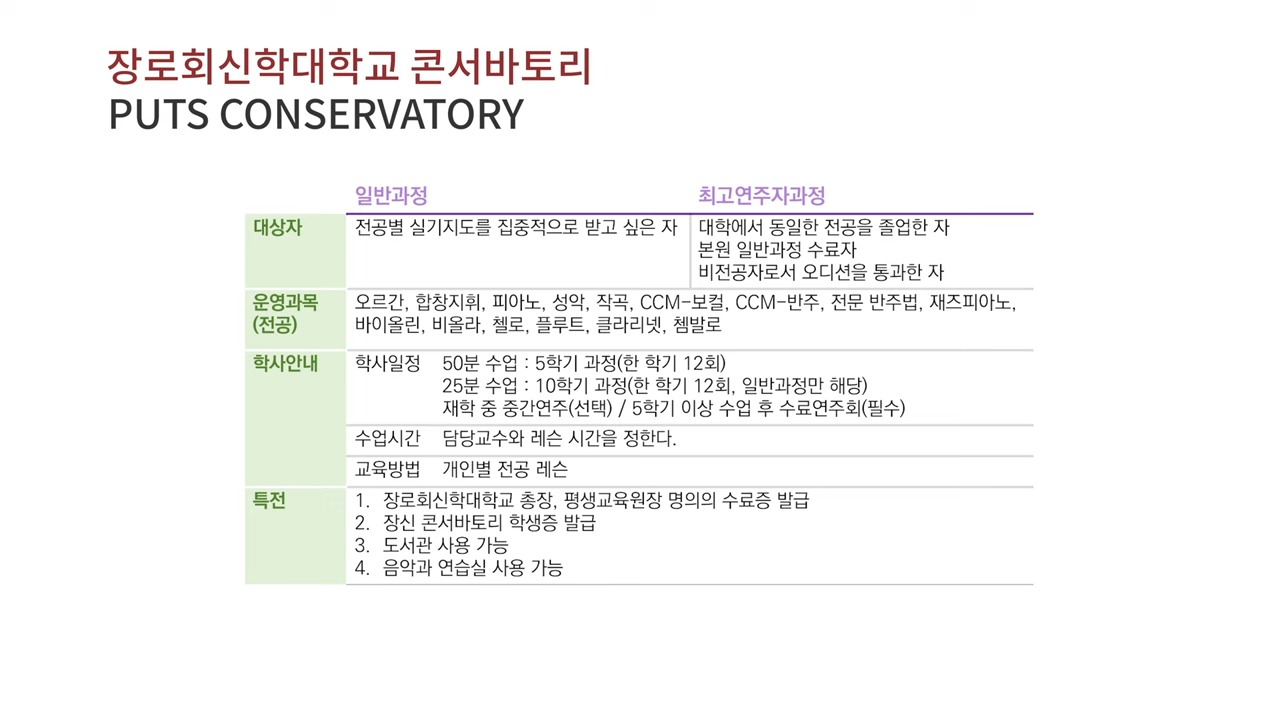 장로회신학대학교 콘서바토리
PUTS CONSERVATORY
일반과정 최고연주자과정
대상자 전공별 실기지도를 집중적으로 받고 싶은 자 대학에서 동일한 전공을 졸업한 자
본원 일반과정 수료자
비전공자로서 오디션을 통과한 자
운영과목 오르간, 합창지휘, 피아노, 성악, 작곡, CCM-보컬, CCM-반주, 전문 반주법, 재즈피아노,
(전공) 바이올린, 비올라, 첼로, 플루트, 클라리넷, 쳄발로
학사안내 학사일정 50분 수업 : 5학기 과정(한 학기 12회)
25분 수업 : 10학기 과정(한 학기 12회, 일반과정만 해당)
재학 중 중간연주(선택) / 5학기 이상 수업 후 수료연주회(필수)
수업시간 담당교수와 레슨 시간을 정한다.
교육방법 개인별 전공 레슨
특전 1. 장로회신학대학교 총장, 평생교육원장 명의의 수료증 발급
2. 장신 콘서바토리 학생증 발급
3. 도서관 사용 가능
4. 음악과 연습실 사용 가능